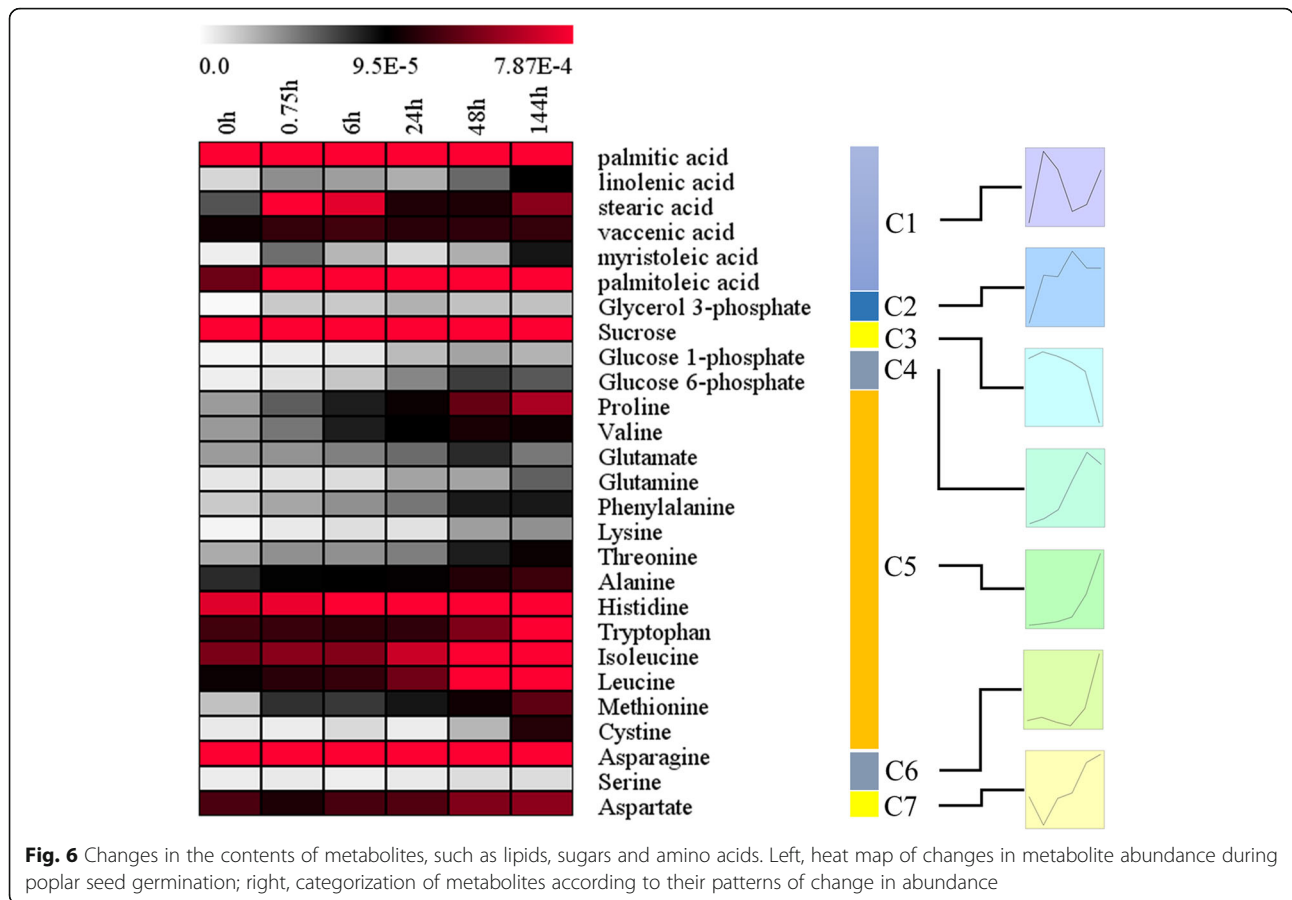 0.0 9.5E-5 7.87E-4
0h 0.75h 6h 24h 48h 144h
palmitic acid
linolenic acid
stearic acid
vaccenic acid
myristoleic acid
palmitoleic acid
Glycerol 3-phosphate
Sucrose
Glucose 1-phosphate
Glucose 6-phosphate
Proline
Valine
Glutamate
Glutamine
Phenylalanine
Lysine
Threonine
Alanine
Histidine
Tryptophan
Isoleucine
Leucine
Methionine
Cystine
Asparagine
Serine
Aspartate
C1
C2
C3
C4
C5
C6
C7
Fig. 6 Changes in the contents of metabolites, such as lipids, sugars and amino acids. Left, heat map of changes in metabolite abundance during
poplar seed germination; right, categorization of metabolites according to their patterns of change in abundance